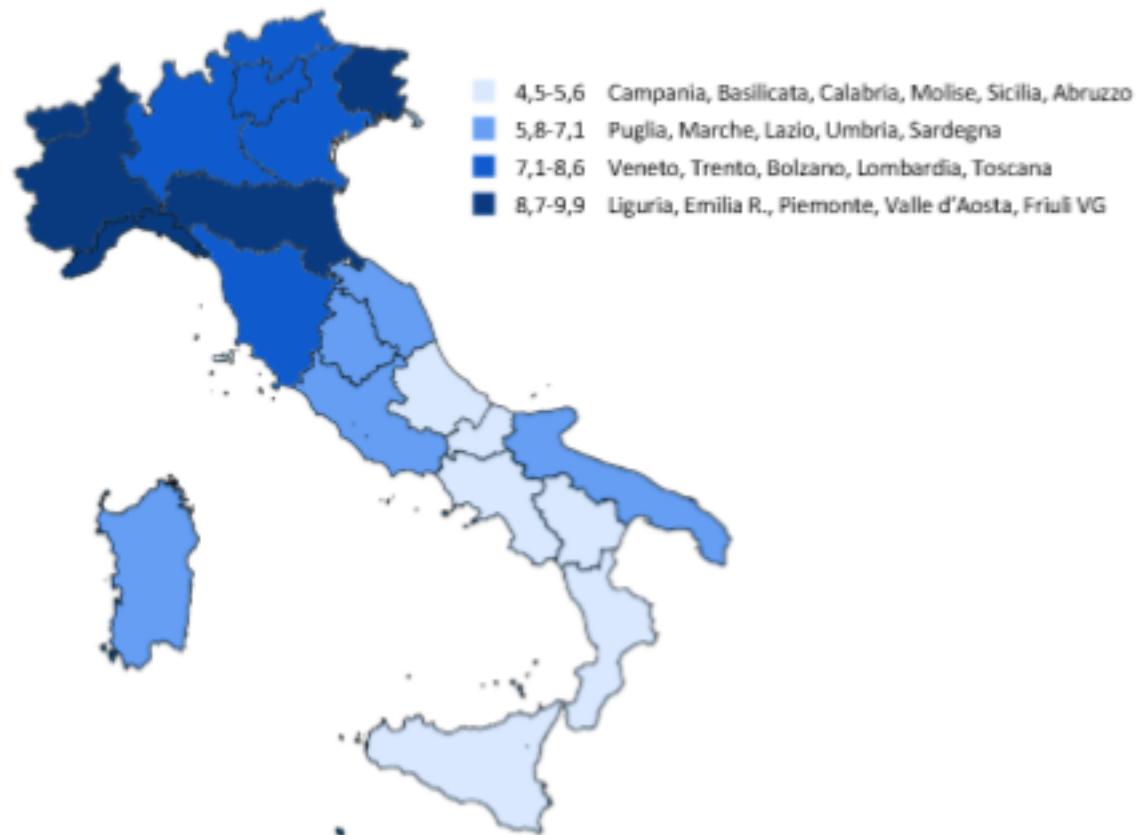 4,5-5,6 Campania, Basilicata, Calabria, Molise, Sicilia, Abruzzo
5,8-7,1 Puglia, Marche, Lazio, Umbria, Sardegna
7,1-8,6 Veneto, Trento, Bolzano, Lombardia, Toscana
8,7-9,9 Liguria, Emilia R., Piemonte, Valle d'Aosta, Friuli VG